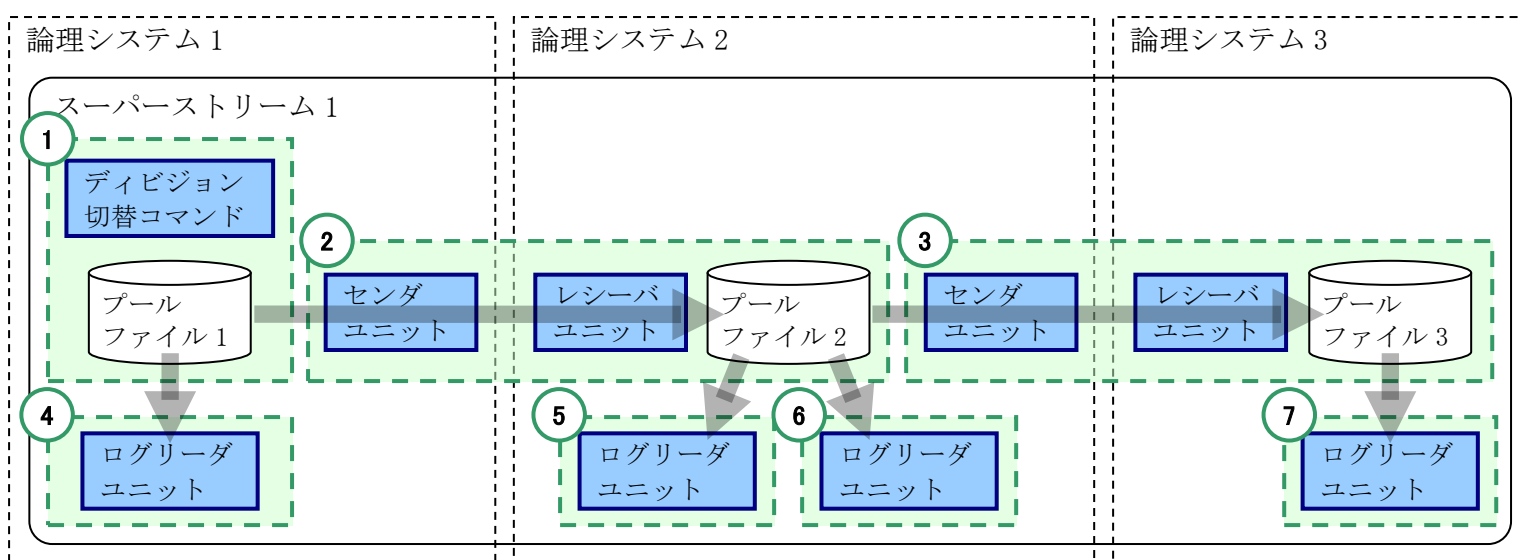 論理システム1
論理システム2
論理システム3
スーパーストリーム1
1
ディビジョン
切替コマンド
プール
ファイル1
2
センダ
ユニット
レシーバ
ユニット
プール
ファイル2
3
センダ
ユニット
レシーバ
ユニット
プール
ファイル3
4
ログリーダ
ユニット
5
ログリーダ
ユニット
6
ログリーダ
ユニット
7
ログリーダ
ユニット